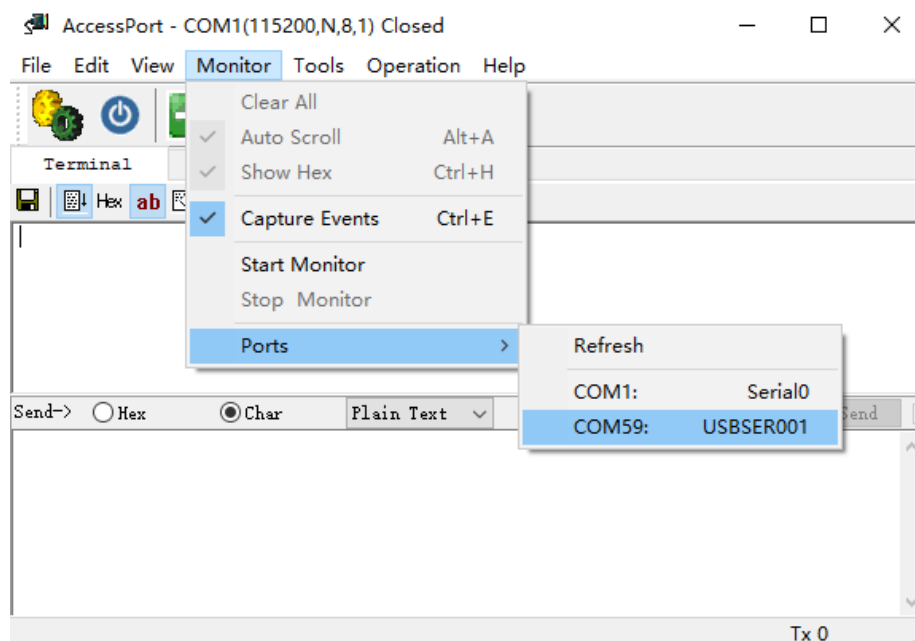 AccessPort - COM1(115200,N,8,1) Closed
File Edit View Monitor Tools Operation Help
Clear All
Auto Scroll Alt+A
Show Hex Ctrl+H
Capture Events Ctrl+E
Start Monitor
Stop Monitor
Ports
Refresh
COM1: Serial0
COM59: USBSER001
Terminal
Hex ab
Send-> Hex Char Plain Text Send
Tx 0